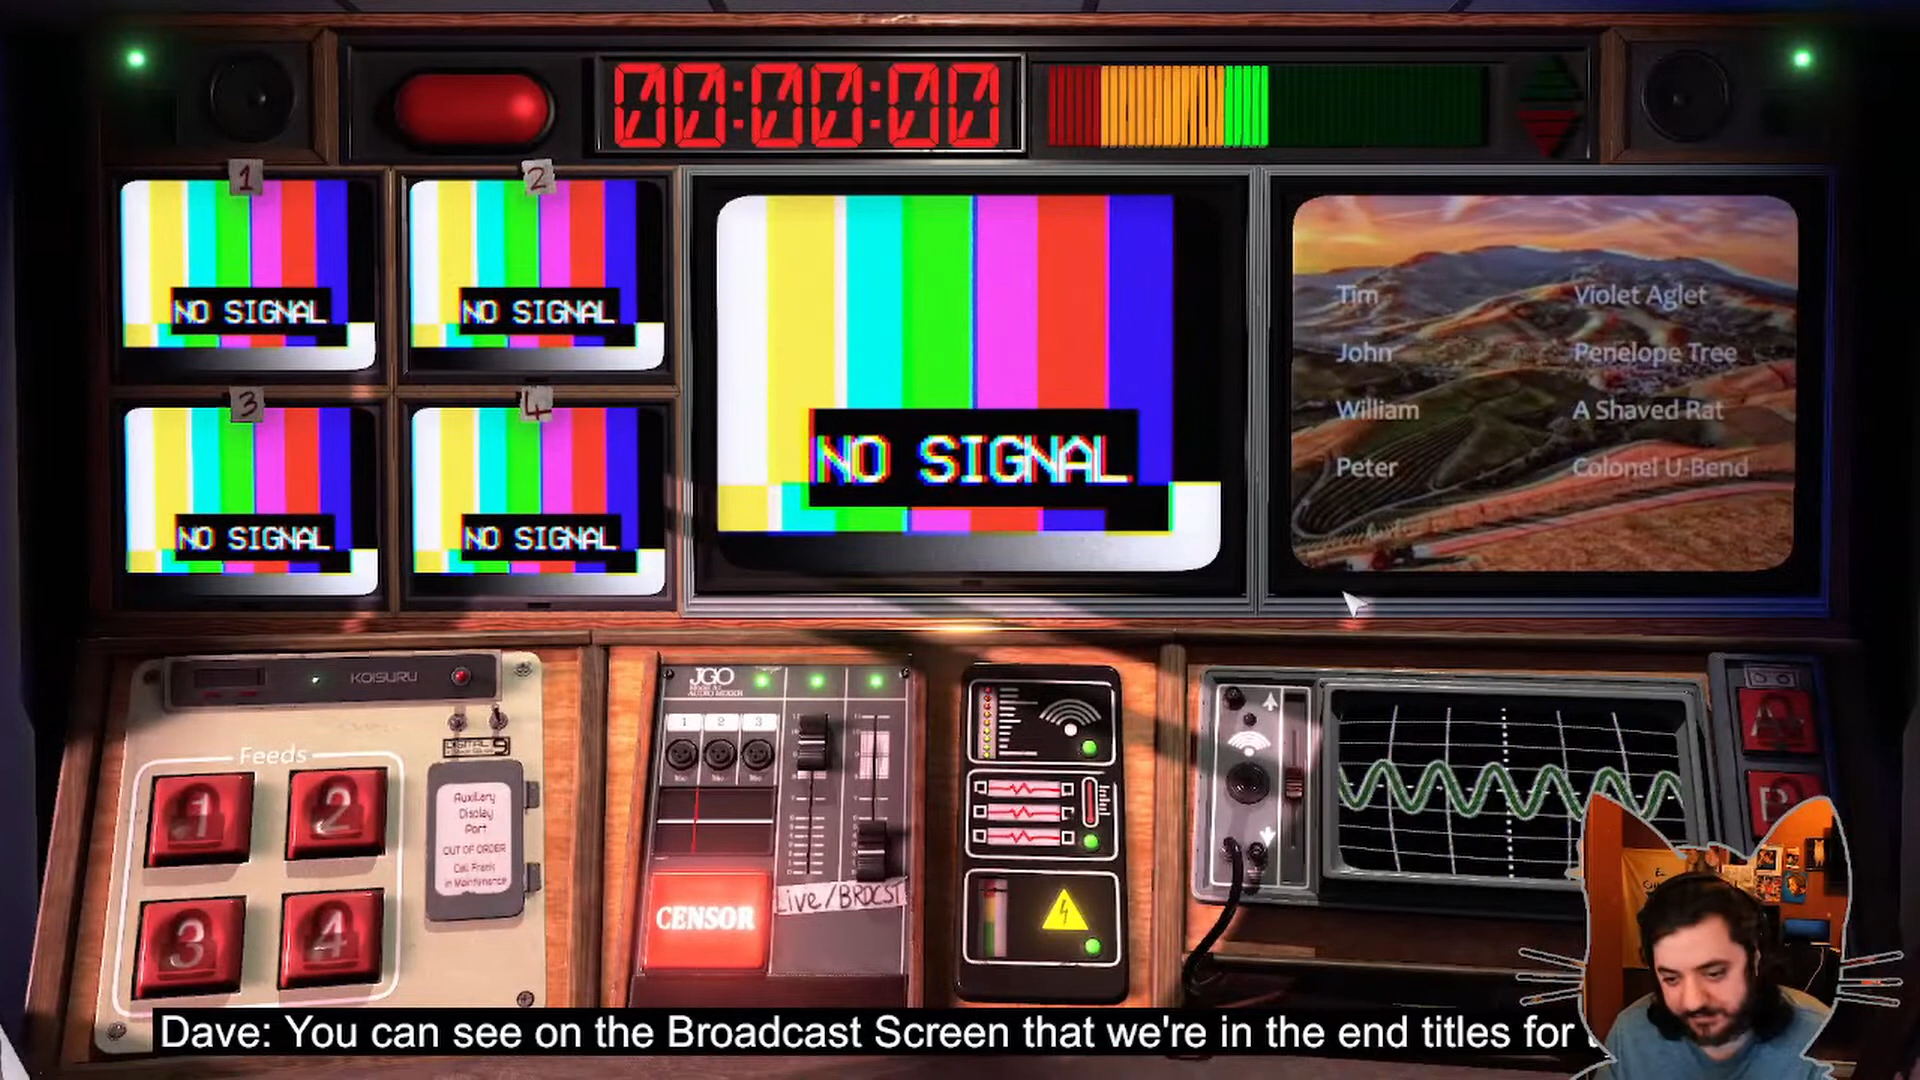 00:00:00
1
2
NO SIGNAL
NO SIGNAL
3
4
NO SIGNAL
NO SIGNAL
NO SIGNAL
Tim Violet Aglet
John Penelope Tree
William A Shaved Rat
Peter Colonel U-Bend
KOISURU
Feeds
1
2
3
4
Auxiliary
Display
Port
OUT OF ORDER
Call Frank
in Maintenance
JGO
AUDIO MIXER
1 2 3
CENSOR
Live/BRDCST
A
B
Dave: You can see on the Broadcast Screen that we're in the end titles for